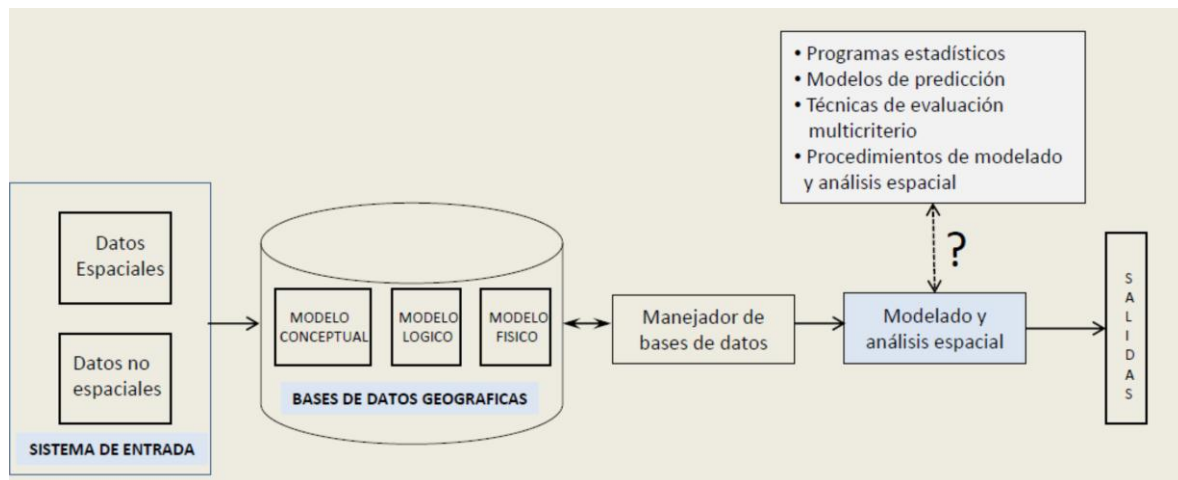 • Programas estadísticos
• Modelos de predicción
• Técnicas de evaluación
multicriterio
• Procedimientos de modelado
y análisis espacial
?
Datos
Espaciales
Datos no
espaciales
SISTEMA DE ENTRADA
MODELO
CONCEPTUAL
MODELO
LOGICO
MODELO
FISICO
BASES DE DATOS GEOGRAFICAS
Manejador de
bases de datos
Modelado y
análisis espacial
SALIDAS